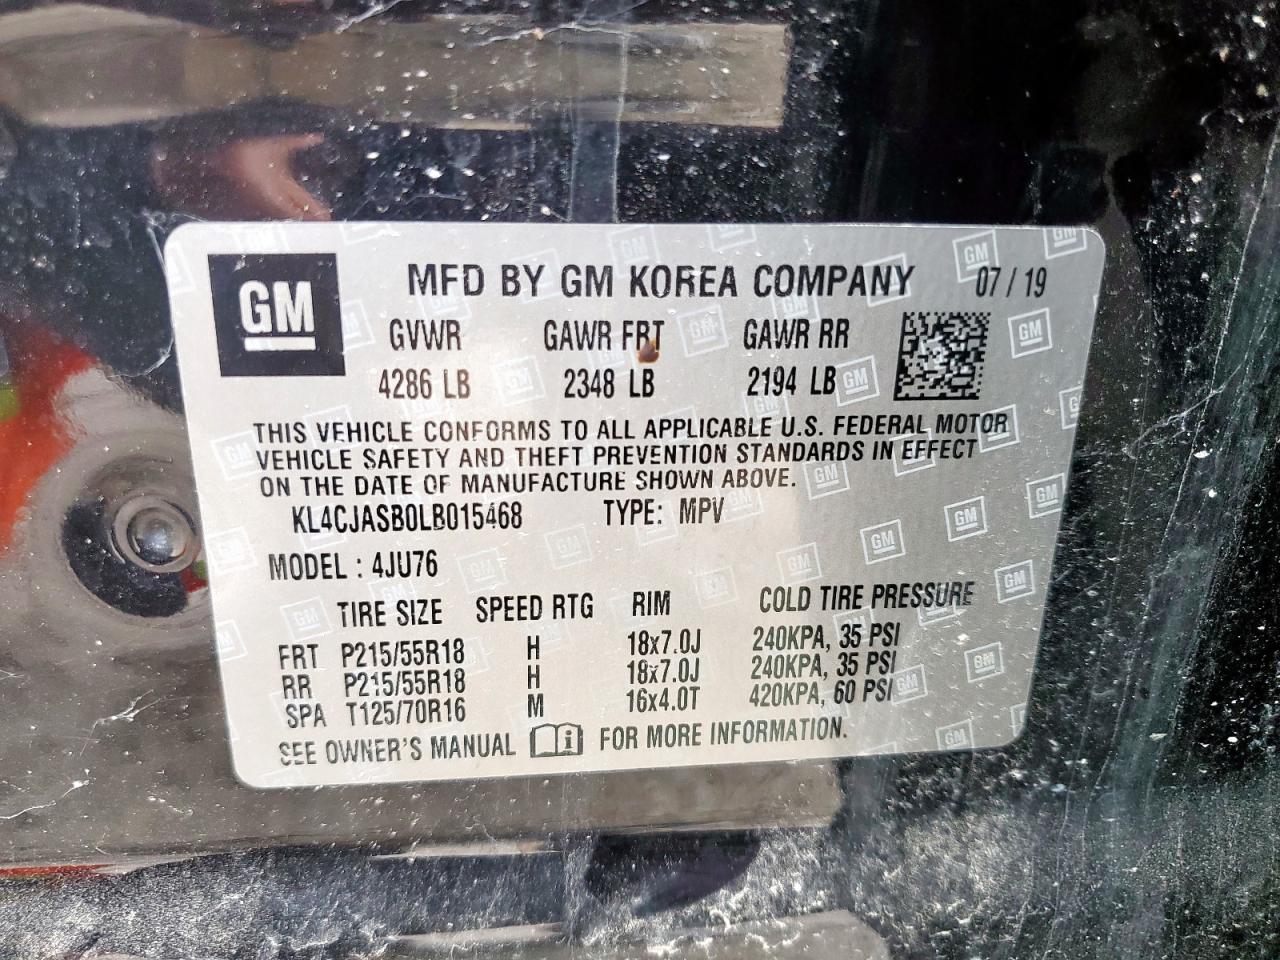 GM
MFD BY GM KOREA COMPANY 07 / 19
GVWR GAWR FRT GAWR RR
4286 LB 2348 LB 2194 LB
THIS VEHICLE CONFORMS TO ALL APPLICABLE U.S. FEDERAL MOTOR
VEHICLE SAFETY AND THEFT PREVENTION STANDARDS IN EFFECT
ON THE DATE OF MANUFACTURE SHOWN ABOVE.
KL4CJASB0LB015468 TYPE: MPV
MODEL : 4JU76
TIRE SIZE SPEED RTG RIM COLD TIRE PRESSURE
FRT P215/55R18 H 18x7.0J 240KPA, 35 PSI
RR P215/55R18 H 18x7.0J 240KPA, 35 PSI
SPA T125/70R16 M 16x4.0T 420KPA, 60 PSI
SEE OWNER'S MANUAL i FOR MORE INFORMATION.